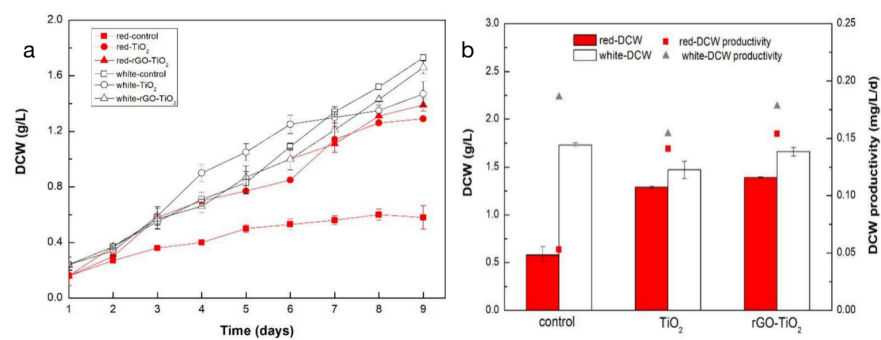 a
red-control
red-TiO2
red-rGO-TiO2
white-control
white-TiO2
white-rGO-TiO2
DCW (g/L)
2.0
1.6
1.2
0.8
0.4
0.0
1 2 3 4 5 6 7 8 9
Time (days)
b
red-DCW
white-DCW
red-DCW productivity
white-DCW productivity
DCW (g/L)
3.0
2.5
2.0
1.5
1.0
0.5
0.0
control TiO2 rGO-TiO2
0.25
0.20
0.15
0.10
0.05
0.00
DCW productivity (mg/L/d)